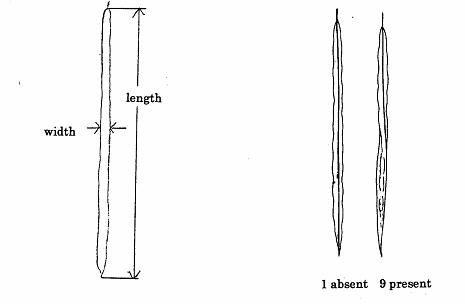 length
width
1 absent 9 present